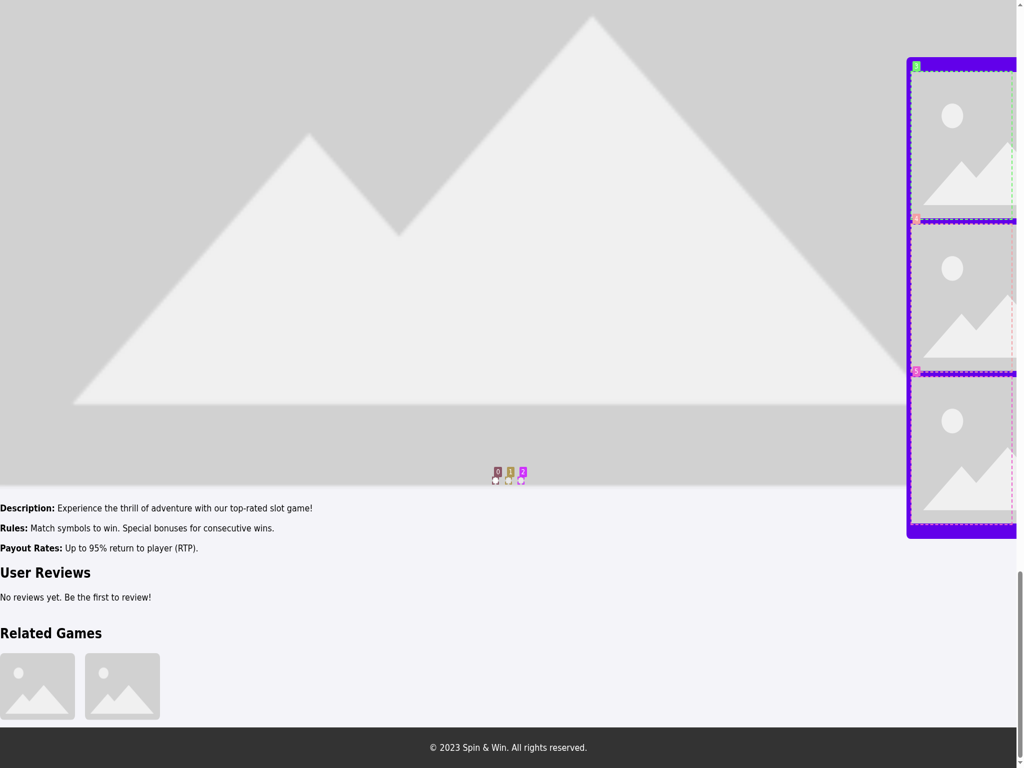 3
4
5
0 1 2
Description: Experience the thrill of adventure with our top-rated slot game!
Rules: Match symbols to win. Special bonuses for consecutive wins.
Payout Rates: Up to 95% return to player (RTP).
User Reviews
No reviews yet. Be the first to review!
Related Games
© 2023 Spin & Win. All rights reserved.